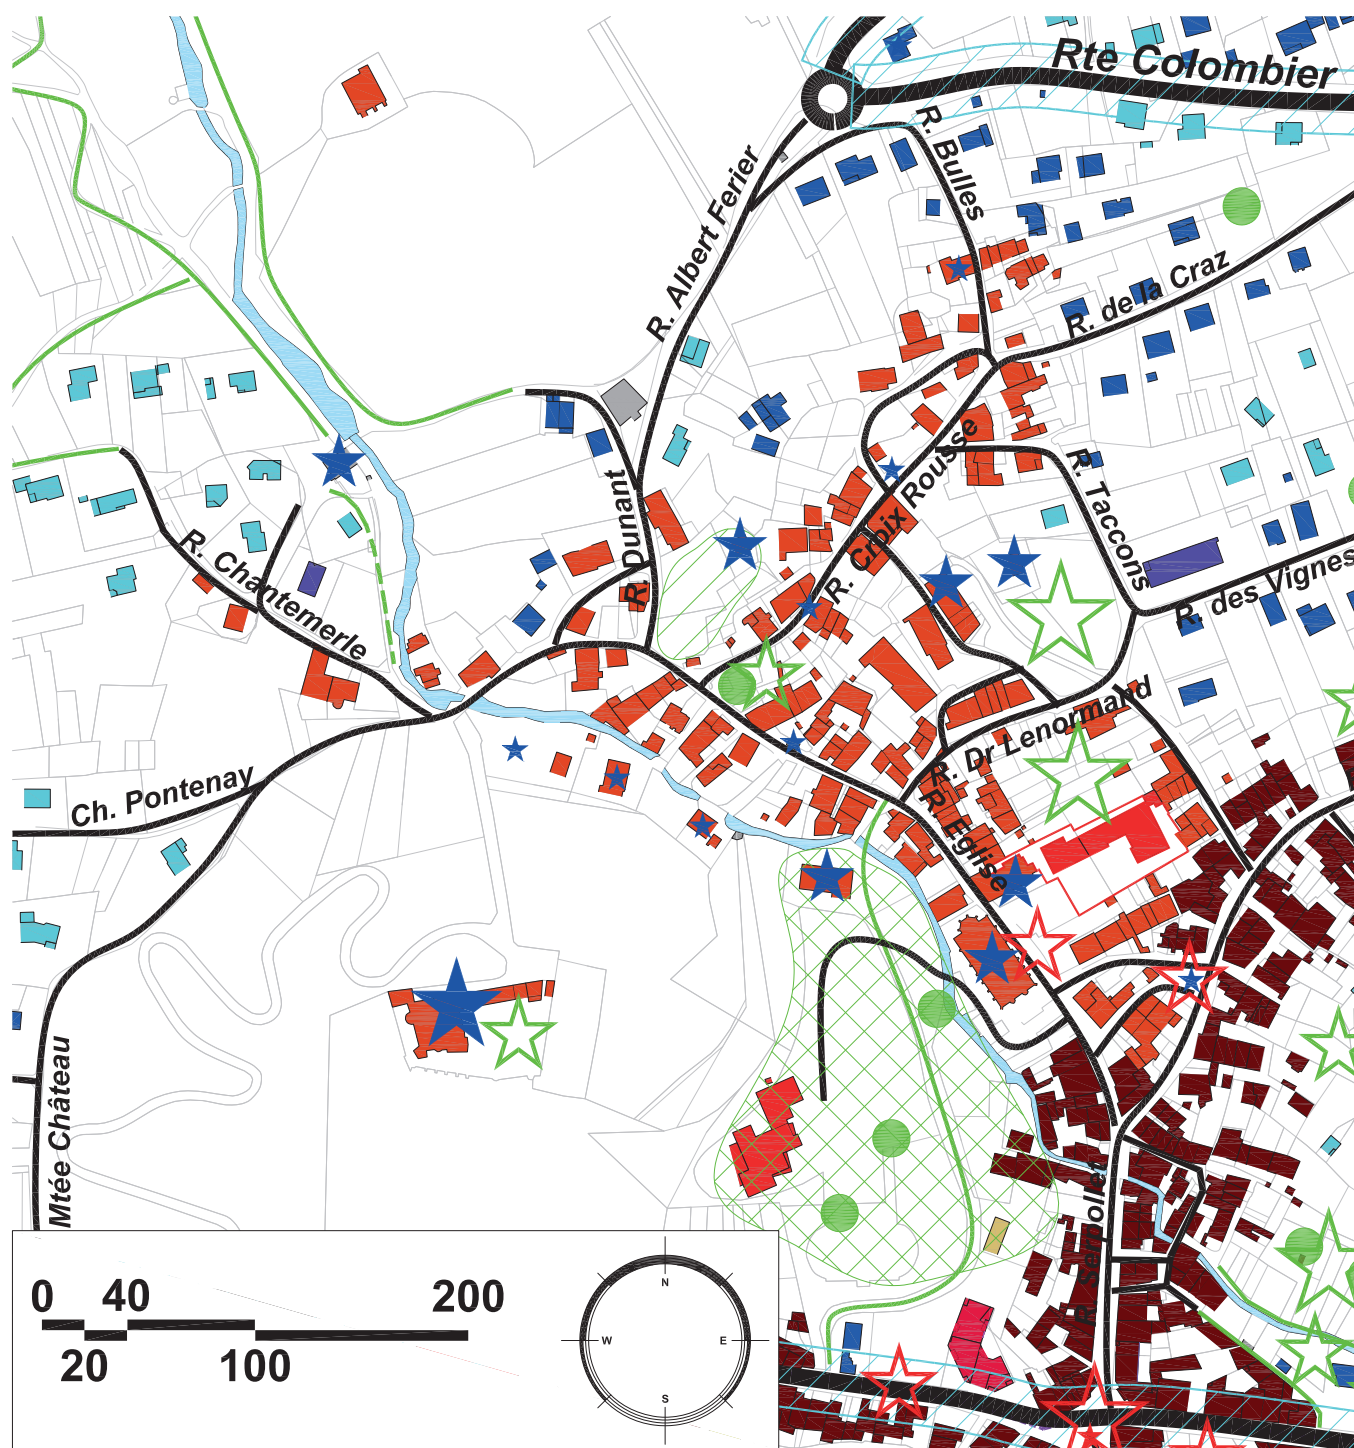 Rte Colombier
R. Bulles
R. Albert Ferier
R. de la Craz
R. Croix Rousse
R. Taccons
R. Dunant
R. des Vignes
R. Chantemerle
R. Dr Lenormand
Ch. Pontenay
R. Eglise
Mtée Château
R. Serpollet
0 40 200
20 100
N
W E
S